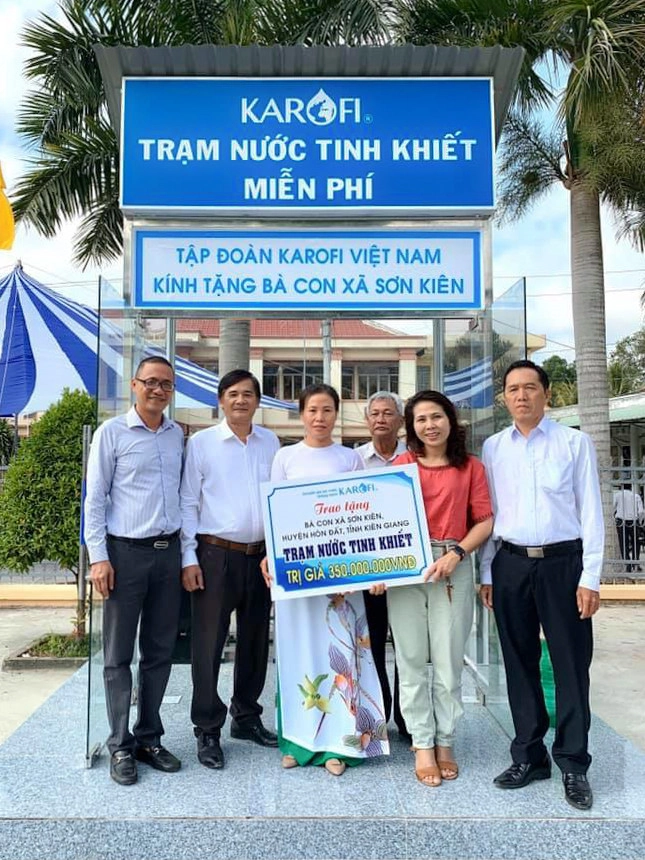 KAROFI®
TRẠM NƯỚC TINH KHIẾT
MIỄN PHÍ
TẬP ĐOÀN KAROFI VIỆT NAM
KÍNH TẶNG BÀ CON XÃ SƠN KIÊN
KAROFI
Trao tặng
BÀ CON XÃ SƠN KIÊN,
HUYỆN HÒN ĐẤT, TỈNH KIÊN GIANG
TRẠM NƯỚC TINH KHIẾT
TRỊ GIÁ 350.000.000VNĐ